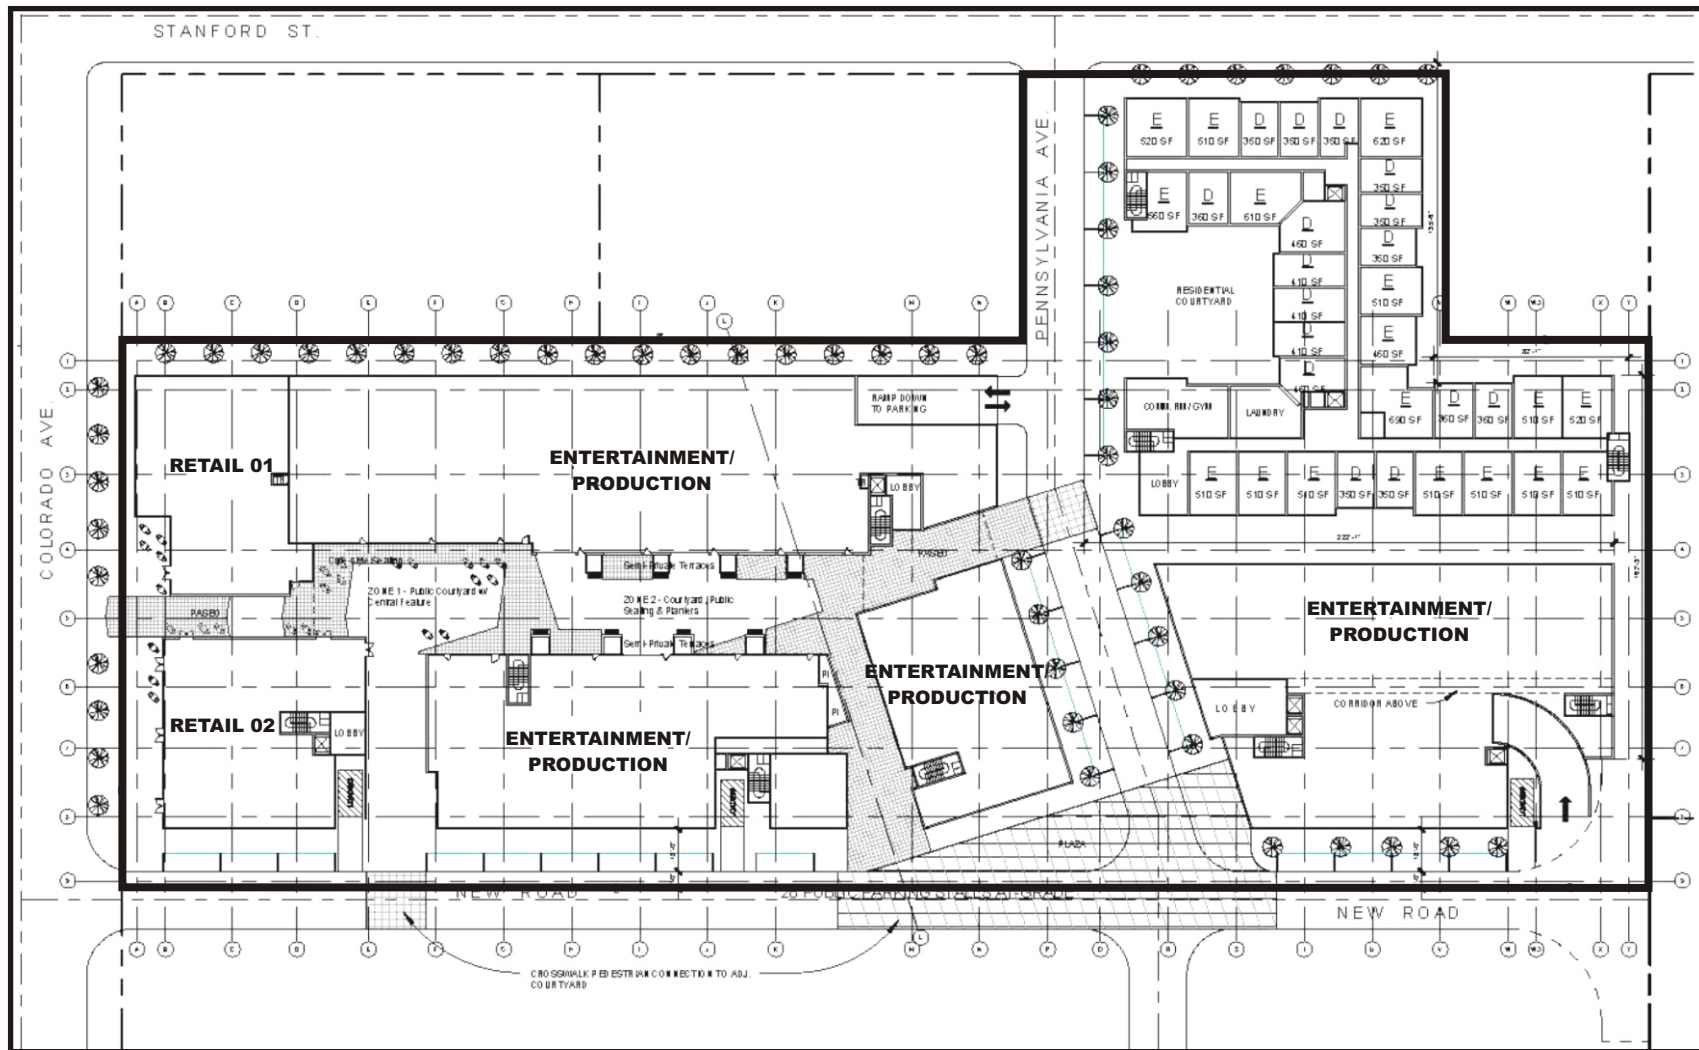 STANFORD ST.
COLORADO AVE.
PENNSYLVANIA AVE.
E
520 SF
E
510 SF
D
350 SF
D
350 SF
D
350 SF
E
620 SF
D
350 SF
D
350 SF
D
350 SF
E
510 SF
E
460 SF
E
560 SF
D
360 SF
E
610 SF
D
460 SF
D
410 SF
D
410 SF
D
410 SF
D
460 SF
RESIDENTIAL
COURTYARD
COMM. RM / GYM
LAUNDRY
E
690 SF
D
360 SF
D
360 SF
E
510 SF
E
520 SF
LOBBY
E
510 SF
E
510 SF
E
510 SF
D
350 SF
D
350 SF
E
510 SF
E
510 SF
E
510 SF
E
510 SF
222'-1"
RAMP DOWN
TO PARKING
RETAIL 01
ENTERTAINMENT/
PRODUCTION
LOBBY
PASEO
Semi-Private Terraces
ZONE 1 - Public Courtyard w/
Central Feature
ZONE 2 - Courtyard / Public
Seating & Planters
PASEO
Semi-Private Terraces
RETAIL 02
LOBBY
ENTERTAINMENT/
PRODUCTION
ENTERTAINMENT/
PRODUCTION
ENTERTAINMENT/
PRODUCTION
LOBBY
CORRIDOR ABOVE
PLAZA
NEW ROAD
26 PUBLIC PARKING STALLS AT-GRADE
NEW ROAD
CROSSWALK PEDESTRIAN CONNECTION TO ADJ.
COURTYARD